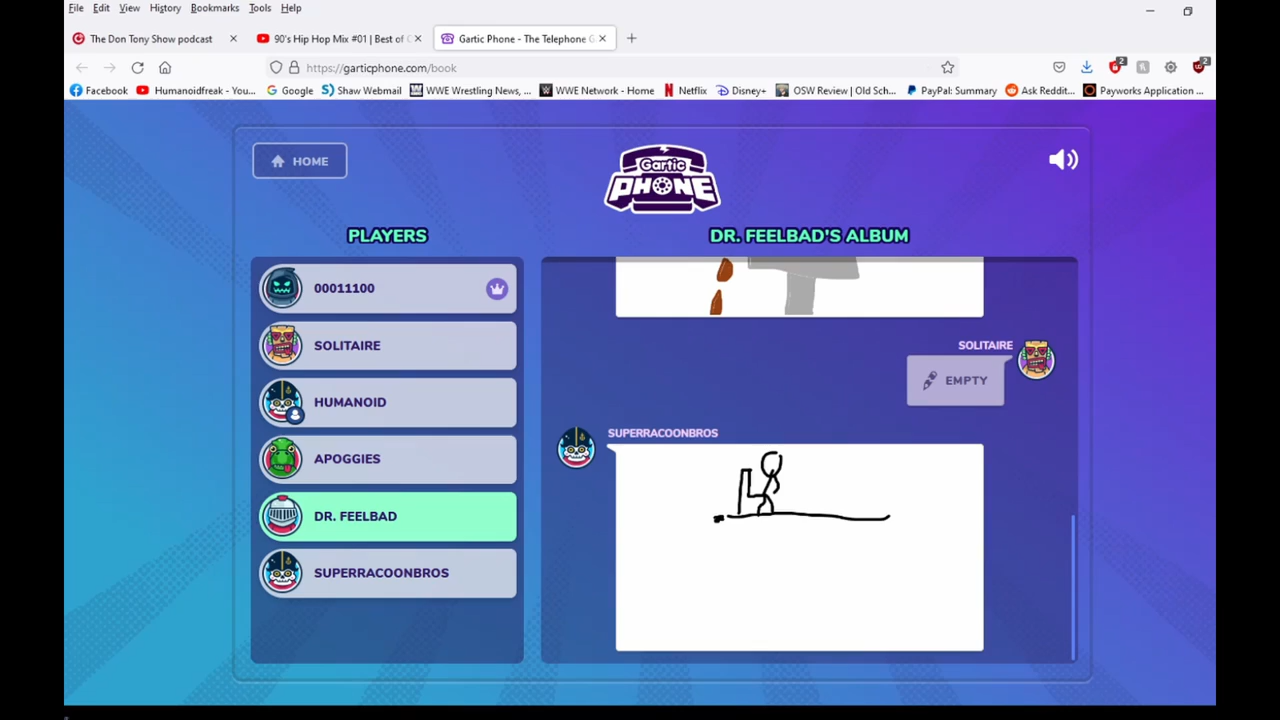 File Edit View History Bookmarks Tools Help
The Don Tony Show podcast
90's Hip Hop Mix #01 | Best of
Gartic Phone - The Telephone G
https://garticphone.com/book
2
2
Facebook
Humanoidfreak - You...
Google
Shaw Webmail
WWE Wrestling News, ...
WWE Network - Home
Netflix
Disney+
OSW Review | Old Sch...
PayPal: Summary
Ask Reddit...
Payworks Application ...
HOME
Gartic
PHONE
PLAYERS
DR. FEELBAD'S ALBUM
00011100
SOLITAIRE
HUMANOID
APOGGIES
DR. FEELBAD
SUPERRACOONBROS
SOLITAIRE
EMPTY
SUPERRACOONBROS